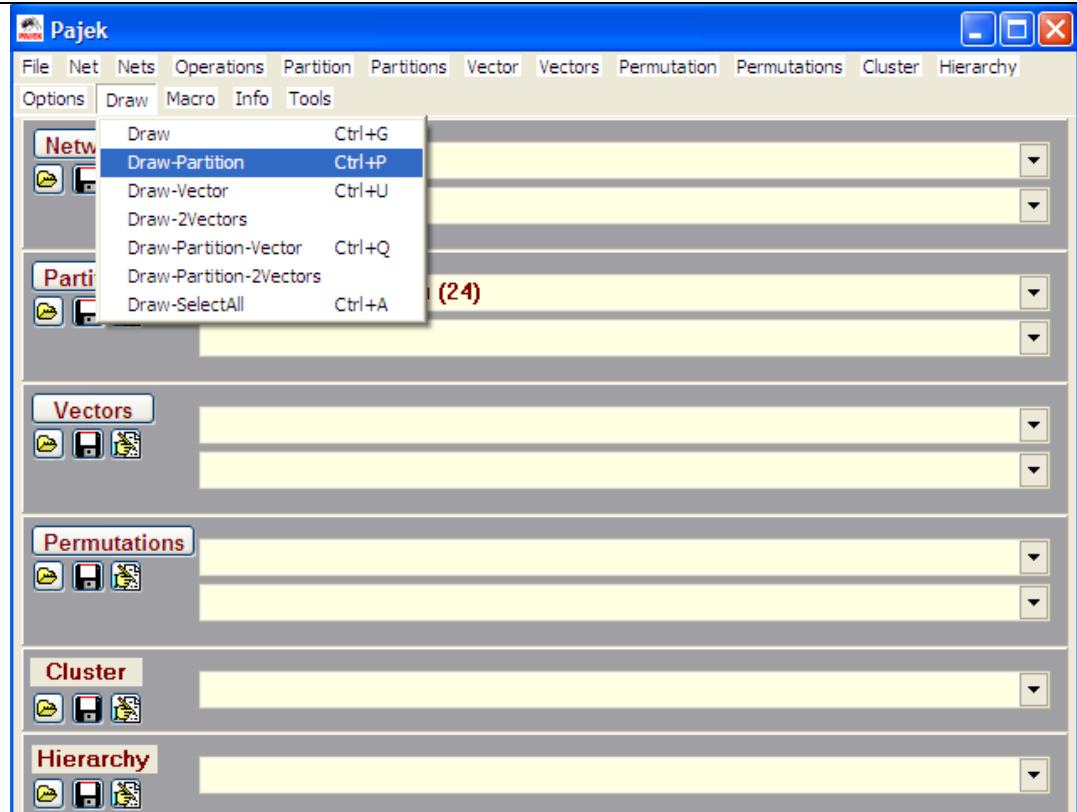 Pajek
File Net Nets Operations Partition Partitions Vector Vectors Permutation Permutations Cluster Hierarchy
Options Draw Macro Info Tools
Draw Ctrl+G
Draw-Partition Ctrl+P
Draw-Vector Ctrl+U
Draw-2Vectors
Draw-Partition-Vector Ctrl+Q
Draw-Partition-2Vectors
Draw-SelectAll Ctrl+A
Netw
Parti
(24)
Vectors
Permutations
Cluster
Hierarchy